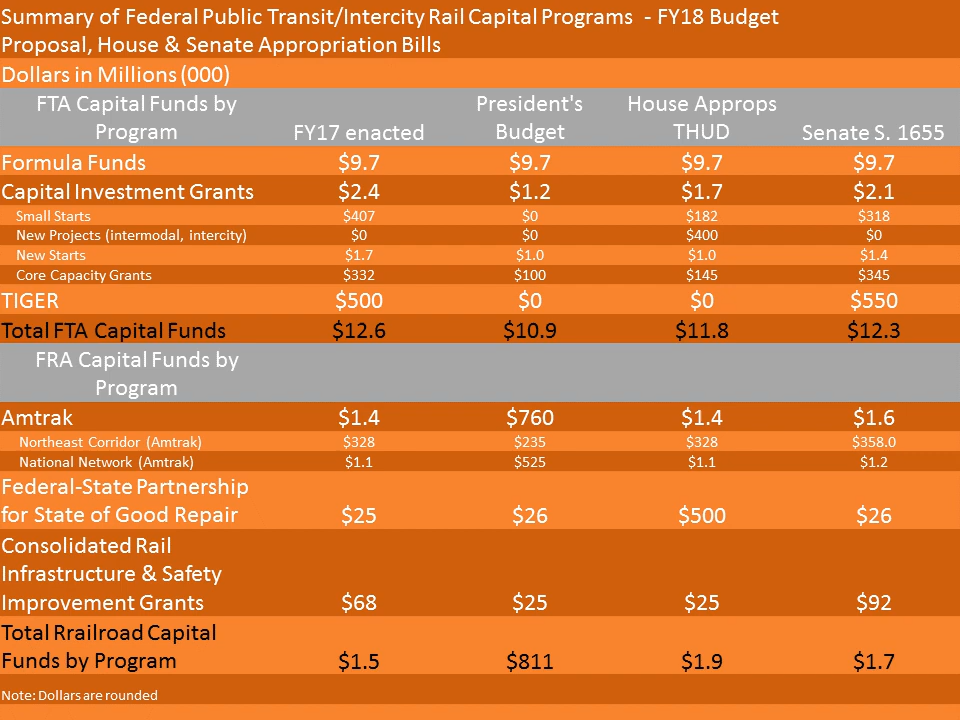 Summary of Federal Public Transit/Intercity Rail Capital Programs - FY18 Budget
Proposal, House & Senate Appropriation Bills
Dollars in Millions (000)
FTA Capital Funds by Program FY17 enacted President's Budget House Approps THUD Senate S. 1655
Formula Funds $9.7 $9.7 $9.7 $9.7
Capital Investment Grants $2.4 $1.2 $1.7 $2.1
Small Starts $407 $0 $182 $318
New Projects (intermodal, intercity) $0 $0 $400 $0
New Starts $1.7 $1.0 $1.0 $1.4
Core Capacity Grants $332 $100 $145 $345
TIGER $500 $0 $0 $550
Total FTA Capital Funds $12.6 $10.9 $11.8 $12.3
FRA Capital Funds by
Program
Amtrak $1.4 $760 $1.4 $1.6
Northeast Corridor (Amtrak) $328 $235 $328 $358.0
National Network (Amtrak) $1.1 $525 $1.1 $1.2
Federal-State Partnership
for State of Good Repair $25 $26 $500 $26
Consolidated Rail
Infrastructure & Safety
Improvement Grants $68 $25 $25 $92
Total Rrailroad Capital
Funds by Program $1.5 $811 $1.9 $1.7
Note: Dollars are rounded